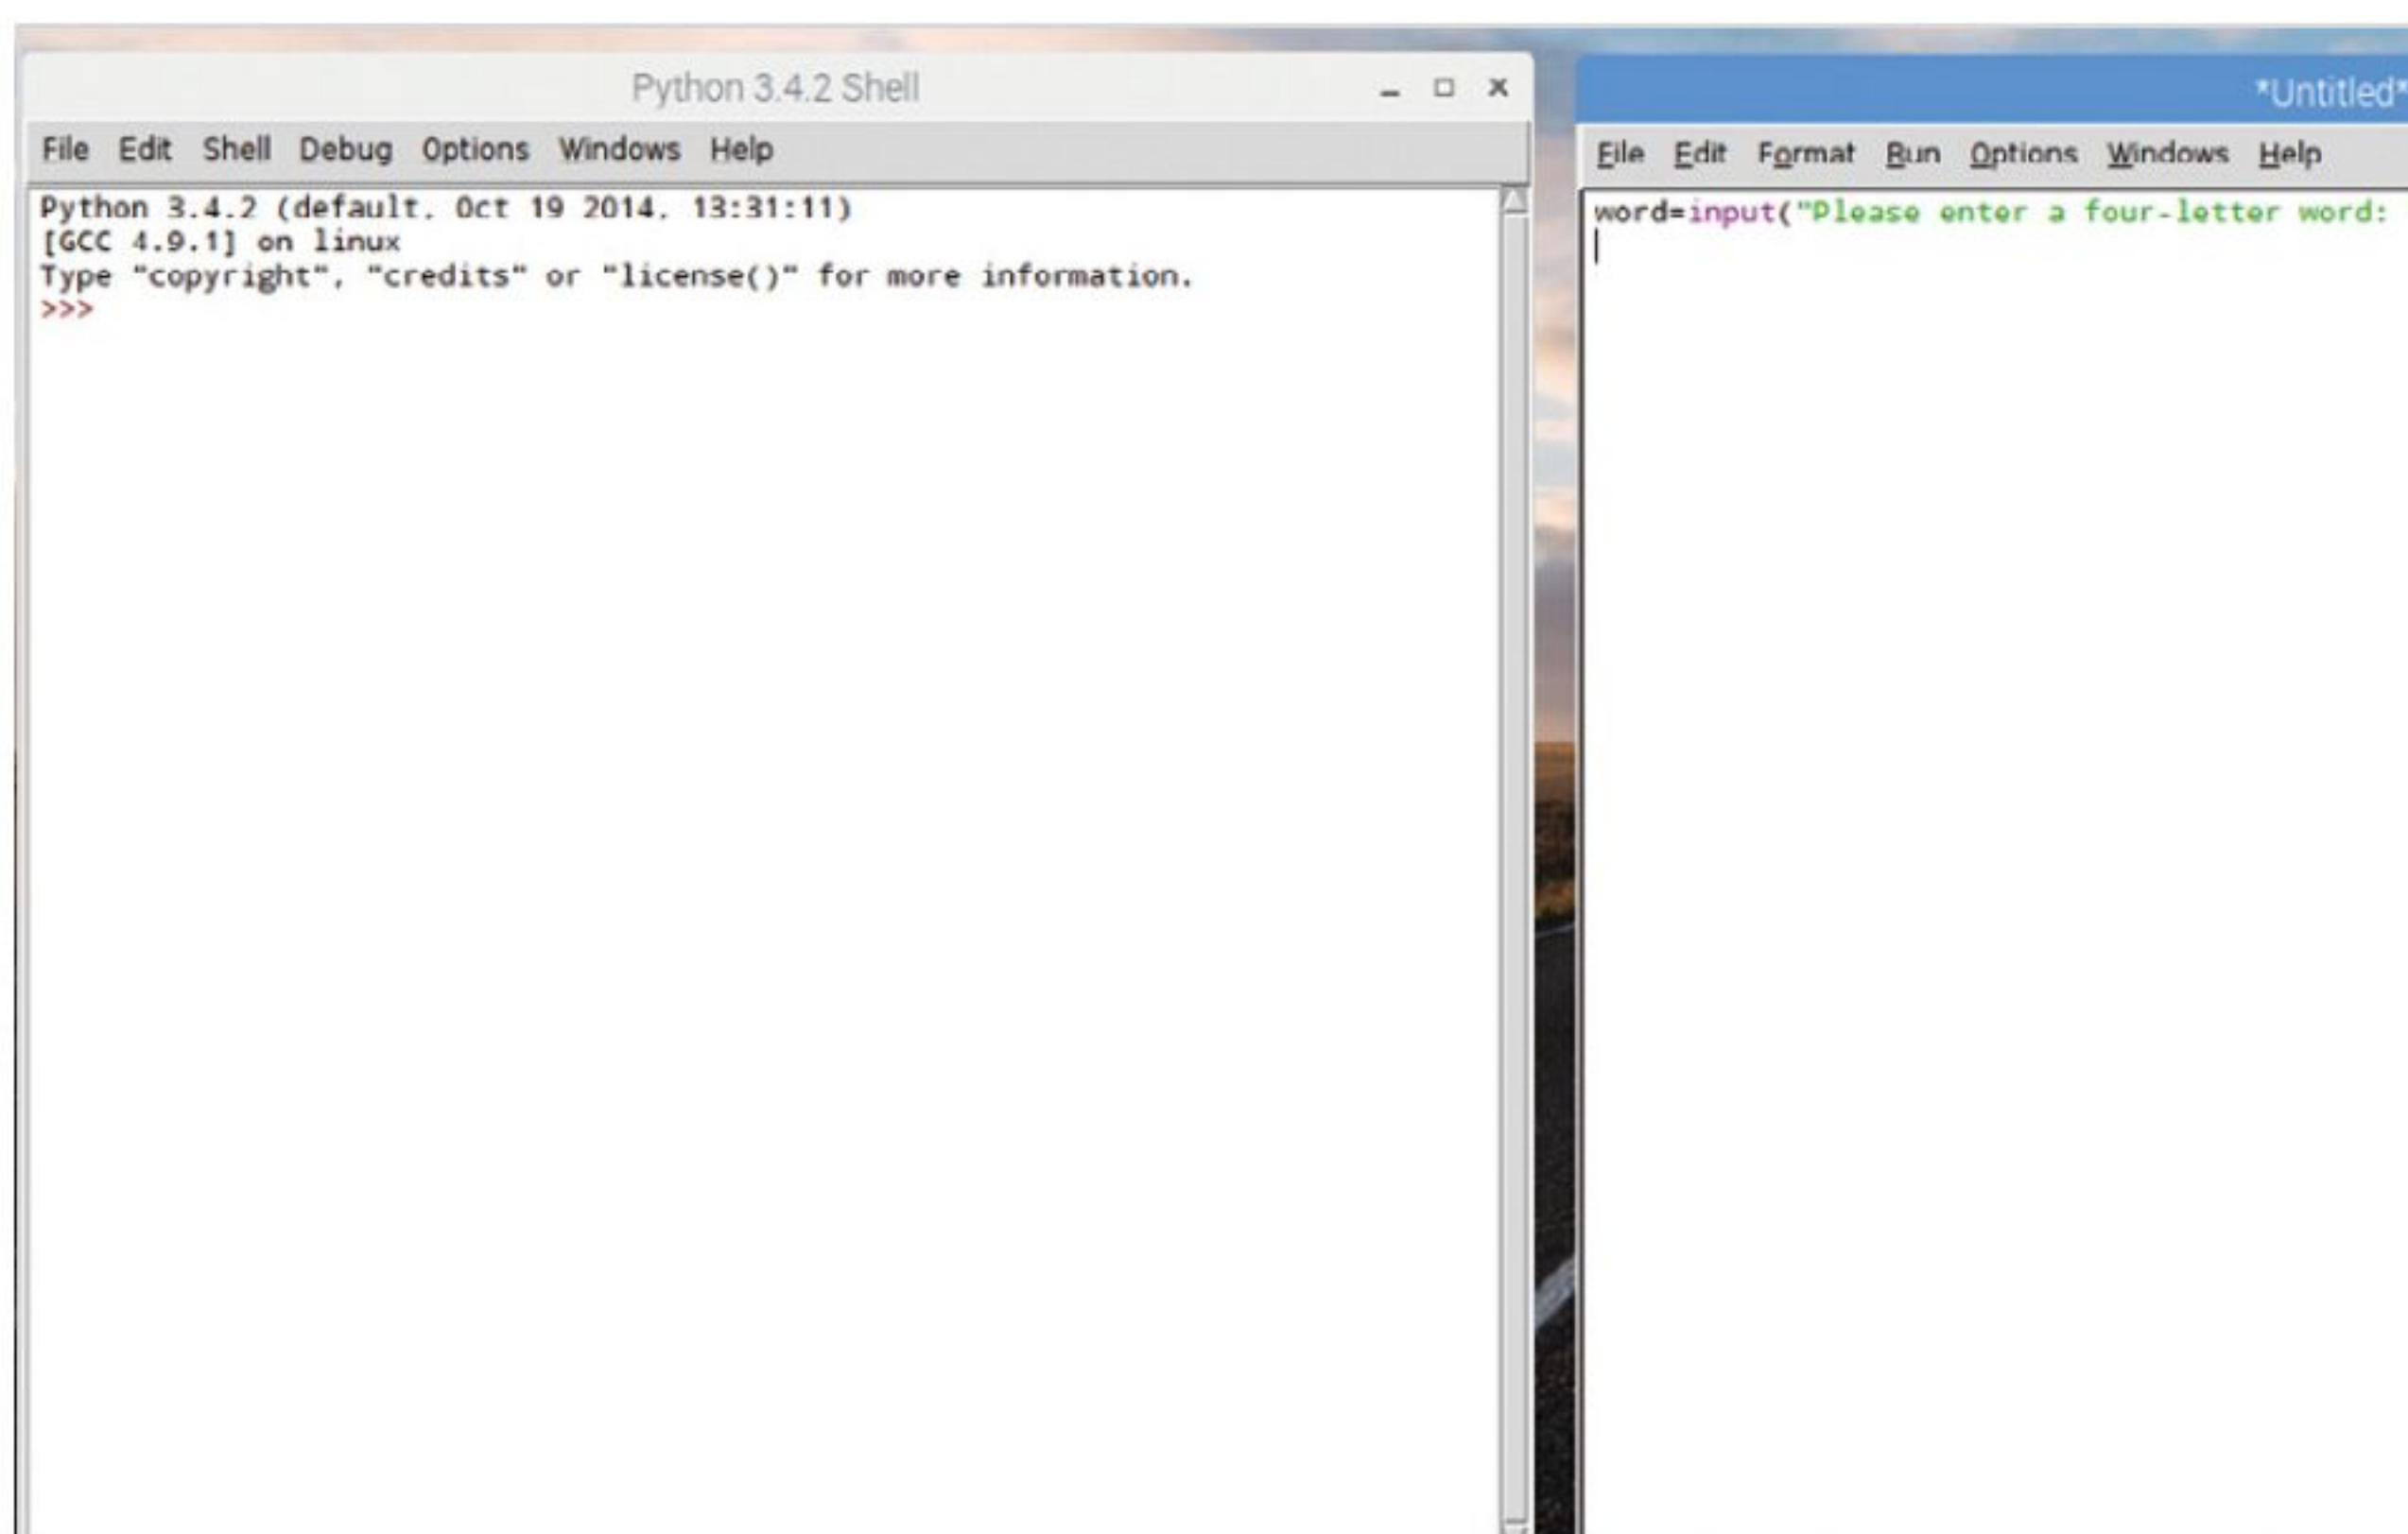 Python 3.4.2 Shell
File Edit Shell Debug Options Windows Help
Python 3.4.2 (default, Oct 19 2014, 13:31:11)
[GCC 4.9.1] on linux
Type "copyright", "credits" or "license()" for more information.
>>>
*Untitled*
File Edit Format Run Options Windows Help
word=input("Please enter a four-letter word: